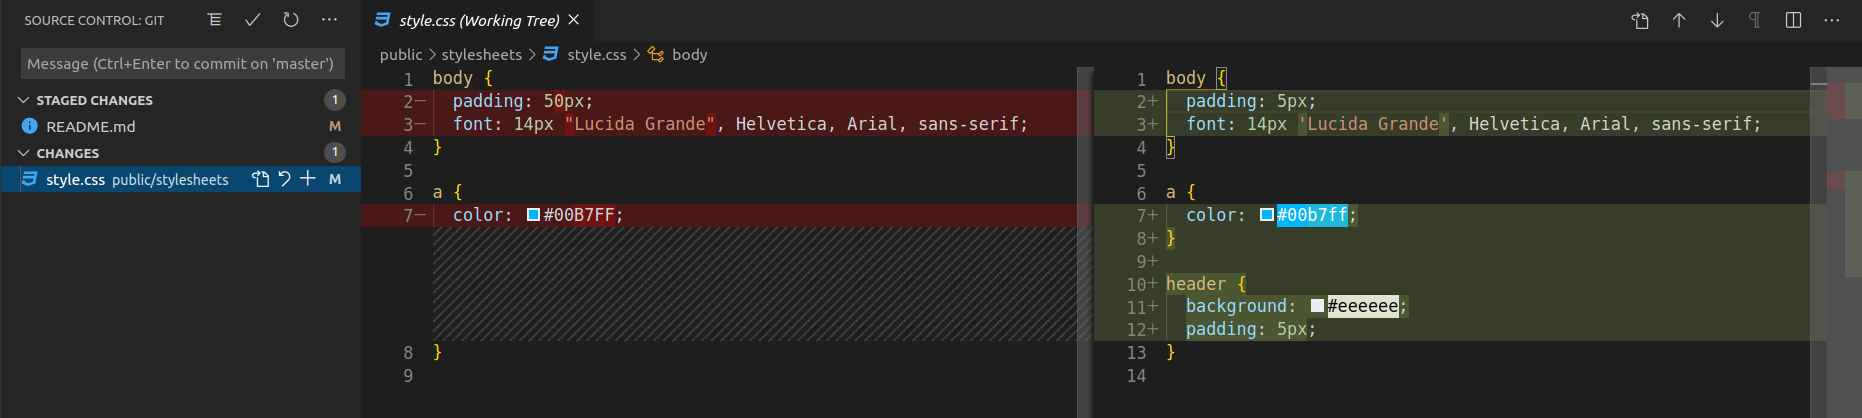 SOURCE CONTROL: GIT
Message (Ctrl+Enter to commit on 'master')
STAGED CHANGES 1
README.md M
CHANGES 1
style.css public/stylesheets M
style.css (Working Tree)
public > stylesheets > style.css > body
1 body {
2− padding: 50px;
3− font: 14px "Lucida Grande", Helvetica, Arial, sans-serif;
4 }
5
6 a {
7− color: #00B7FF;
8 }
9
1 body {
2+ padding: 5px;
3+ font: 14px 'Lucida Grande', Helvetica, Arial, sans-serif;
4 }
5
6 a {
7+ color: #00b7ff;
8+ }
9+
10+ header {
11+ background: #eeeeee;
12+ padding: 5px;
13 }
14